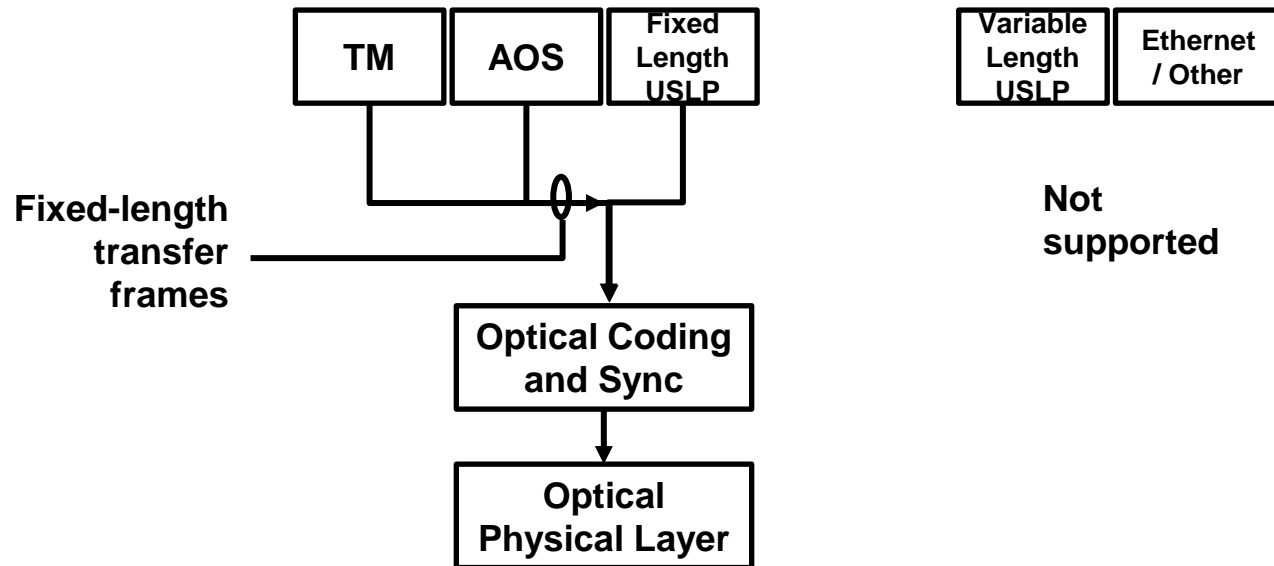 TM
AOS
Fixed
Length
USLP
Variable
Length
USLP
Ethernet
/ Other
Fixed-length
transfer
frames
Not
supported
Optical Coding
and Sync
Optical
Physical Layer